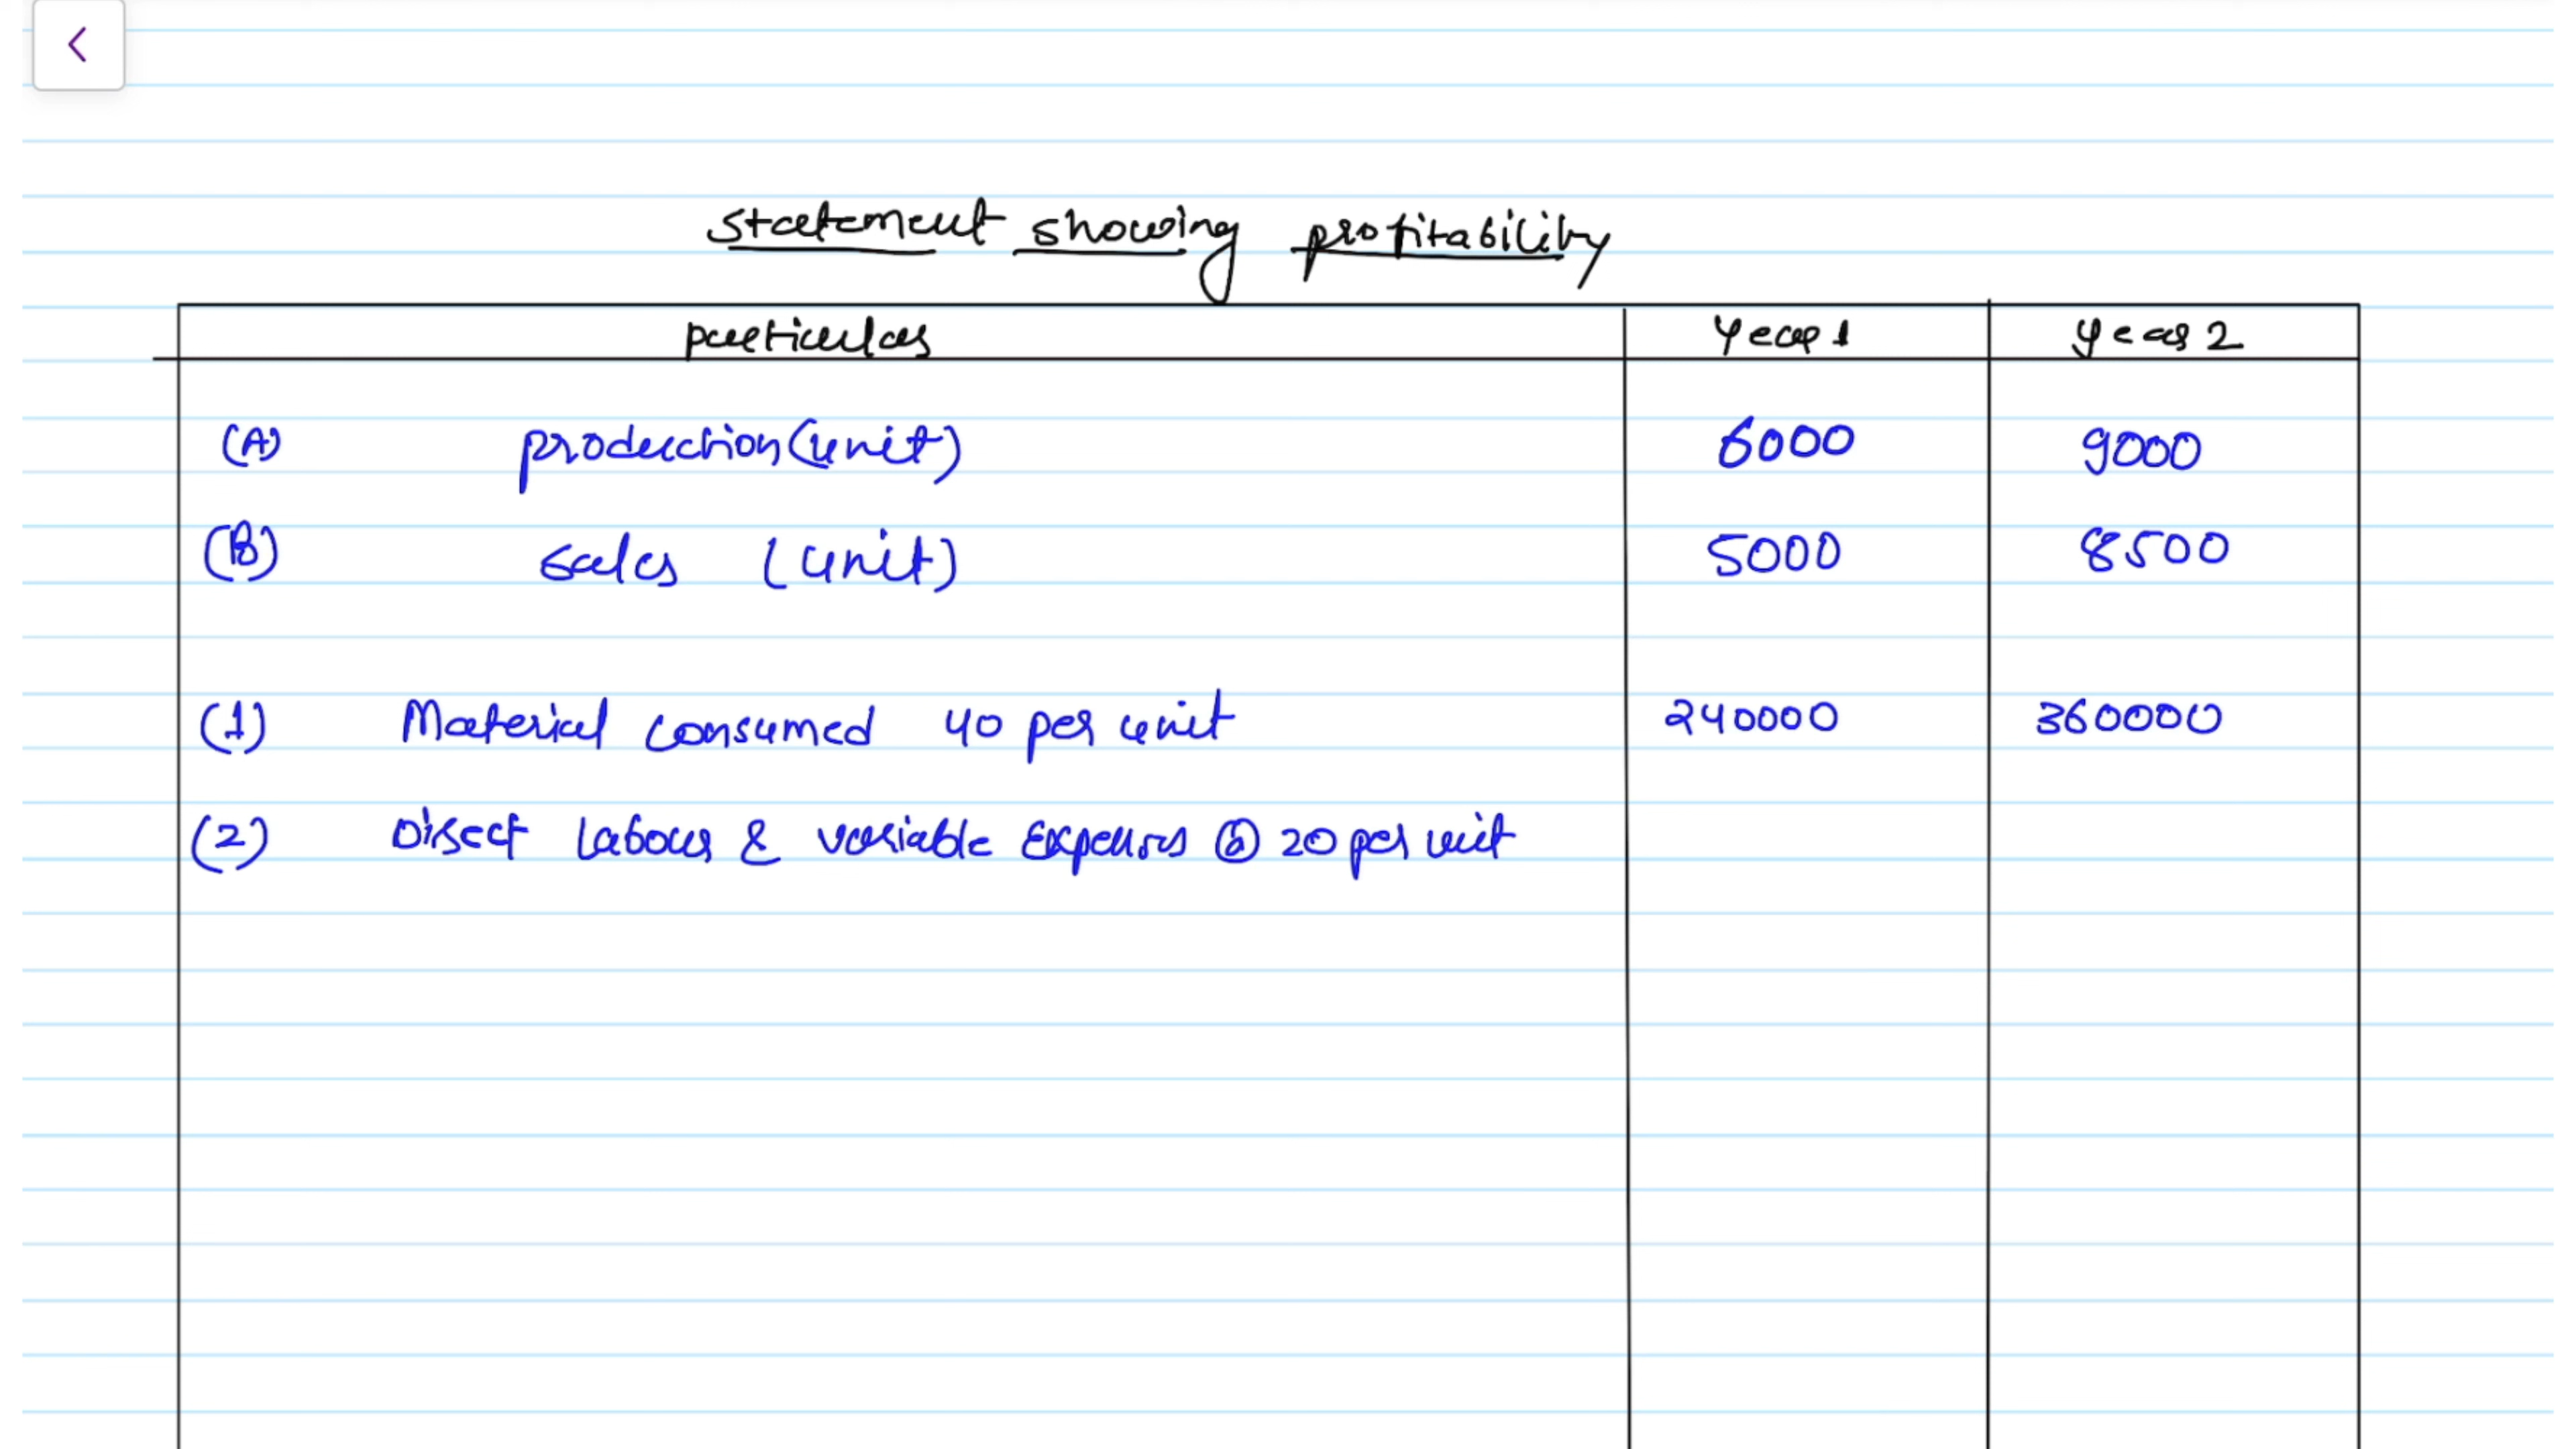 Statement showing profitability
particulars Year 1 Year 2
(A) production (unit) 6000 9000
(B) sales (unit) 5000 8500
(1) Material consumed 40 per unit 240000 360000
(2) Direct labour & variable Expenses @ 20 per unit